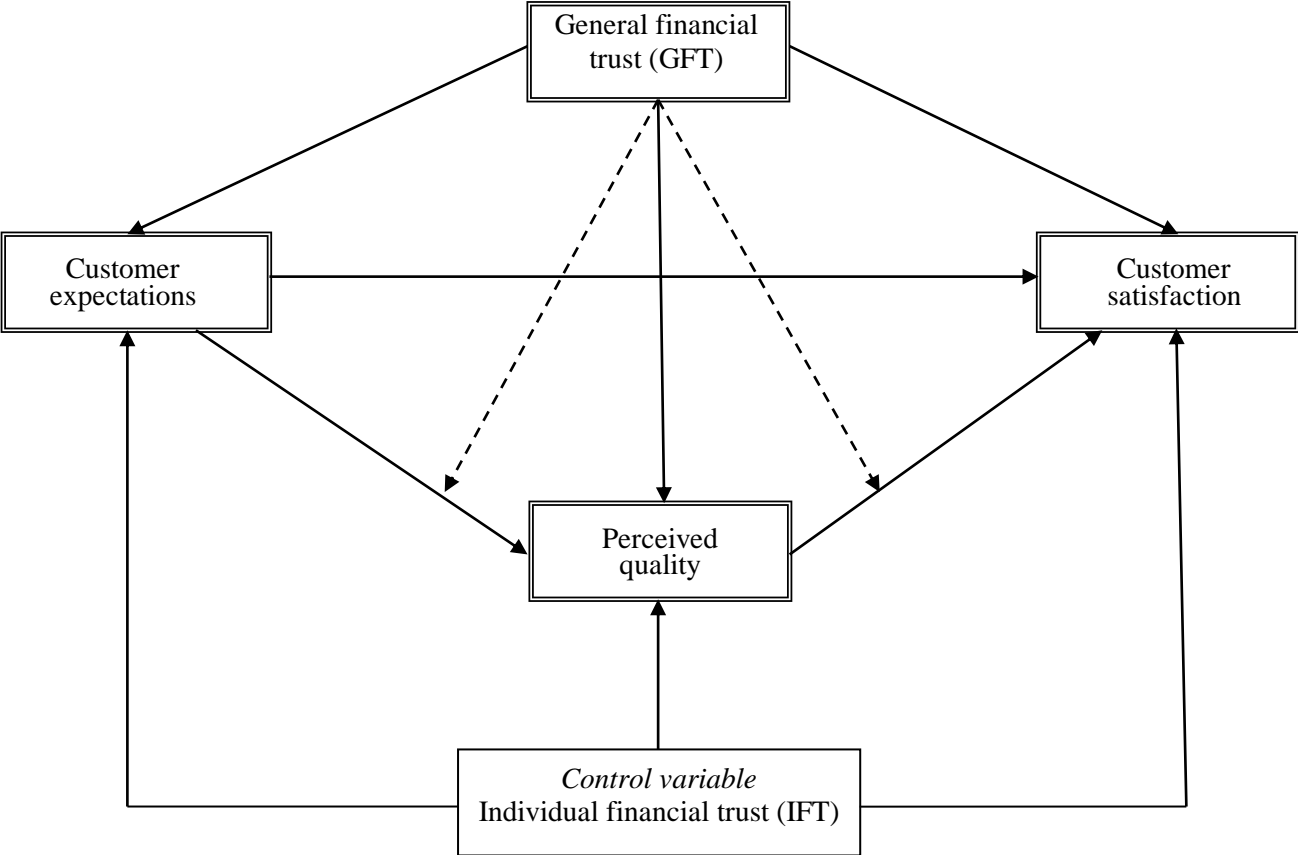 General financial
trust (GFT)
Customer
expectations
Customer
satisfaction
Perceived
quality
Control variable
Individual financial trust (IFT)